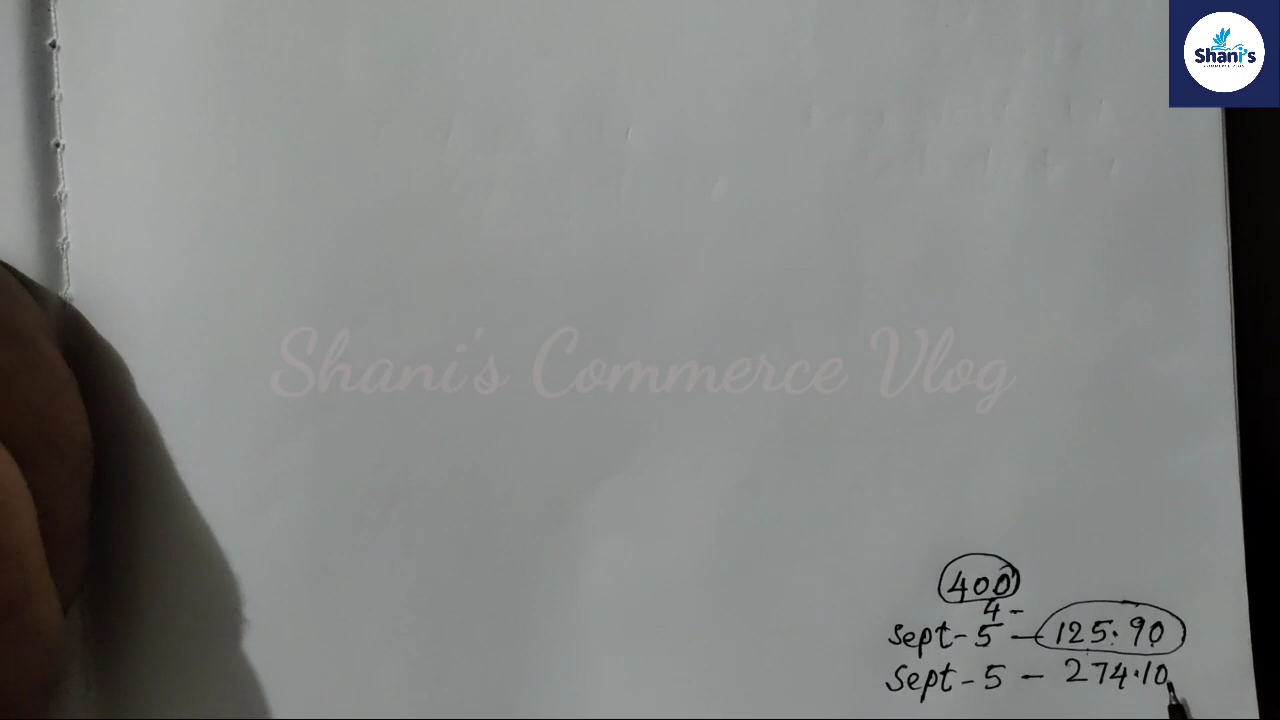 Shani's
Shani's Commerce Vlog
400
4 -
Sept - 5 — 125.90
Sept - 5 — 274.10